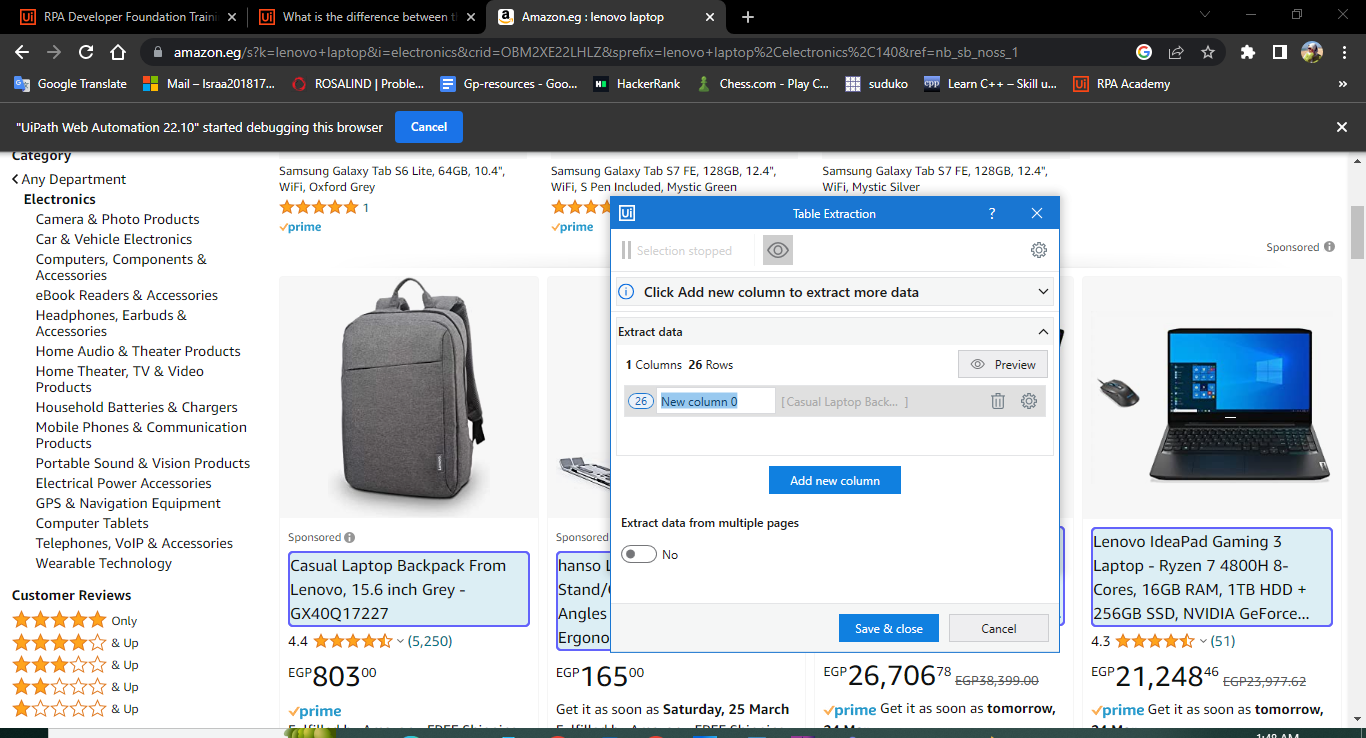 RPA Developer Foundation Traini
What is the difference between th
Amazon.eg : lenovo laptop
amazon.eg/s?k=lenovo+laptop&i=electronics&crid=OBM2XE22LHLZ&sprefix=lenovo+laptop%2Celectronics%2C140&ref=nb_sb_noss_1
Google Translate
Mail – Israa201817...
ROSALIND | Proble...
Gp-resources - Goo...
HackerRank
Chess.com - Play C...
suduko
Learn C++ – Skill u...
RPA Academy
"UiPath Web Automation 22.10" started debugging this browser
Cancel
Category
Any Department
Electronics
Camera & Photo Products
Car & Vehicle Electronics
Computers, Components &
Accessories
eBook Readers & Accessories
Headphones, Earbuds &
Accessories
Home Audio & Theater Products
Home Theater, TV & Video
Products
Household Batteries & Chargers
Mobile Phones & Communication
Products
Portable Sound & Vision Products
Electrical Power Accessories
GPS & Navigation Equipment
Computer Tablets
Telephones, VoIP & Accessories
Wearable Technology
Customer Reviews
Only
& Up
& Up
& Up
& Up
Samsung Galaxy Tab S6 Lite, 64GB, 10.4",
WiFi, Oxford Grey
1
prime
Samsung Galaxy Tab S7 FE, 128GB, 12.4",
WiFi, S Pen Included, Mystic Green
prime
Samsung Galaxy Tab S7 FE, 128GB, 12.4",
WiFi, Mystic Silver
Sponsored
Ui
Table Extraction
?
Selection stopped
Click Add new column to extract more data
Extract data
1 Columns 26 Rows
Preview
26
New column 0
[ Casual Laptop Back... ]
Add new column
Extract data from multiple pages
No
Save & close
Cancel
Sponsored
Casual Laptop Backpack From
Lenovo, 15.6 inch Grey -
GX40Q17227
4.4
(5,250)
EGP80300
prime
Sponsored
hanso L
Stand/
Angles
Ergono
EGP16500
Get it as soon as Saturday, 25 March
Fulfilled by Amazon - FREE Shipping
EGP26,70678 EGP38,399.00
prime Get it as soon as tomorrow,
24 Ma
Lenovo IdeaPad Gaming 3
Laptop - Ryzen 7 4800H 8-
Cores, 16GB RAM, 1TB HDD +
256GB SSD, NVIDIA GeForce...
4.3
(51)
EGP21,24846 EGP23,977.62
prime Get it as soon as tomorrow,
1:48 AM